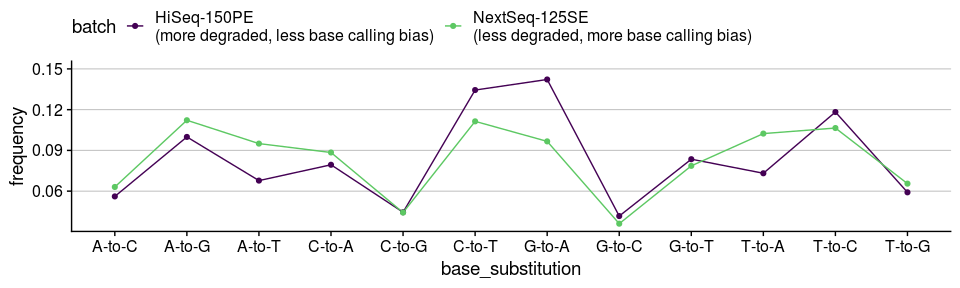 batch
HiSeq-150PE
(more degraded, less base calling bias)
NextSeq-125SE
(less degraded, more base calling bias)
0.15
0.12
0.09
0.06
frequency
A-to-C A-to-G A-to-T C-to-A C-to-G C-to-T G-to-A G-to-C G-to-T T-to-A T-to-C T-to-G
base_substitution